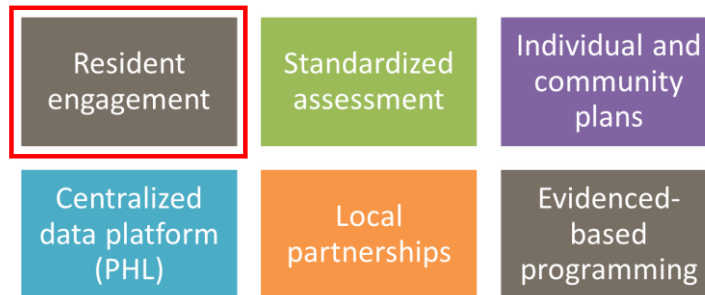 Resident
engagement
Standardized
assessment
Individual and
community
plans
Centralized
data platform
(PHL)
Local
partnerships
Evidenced-
based
programming